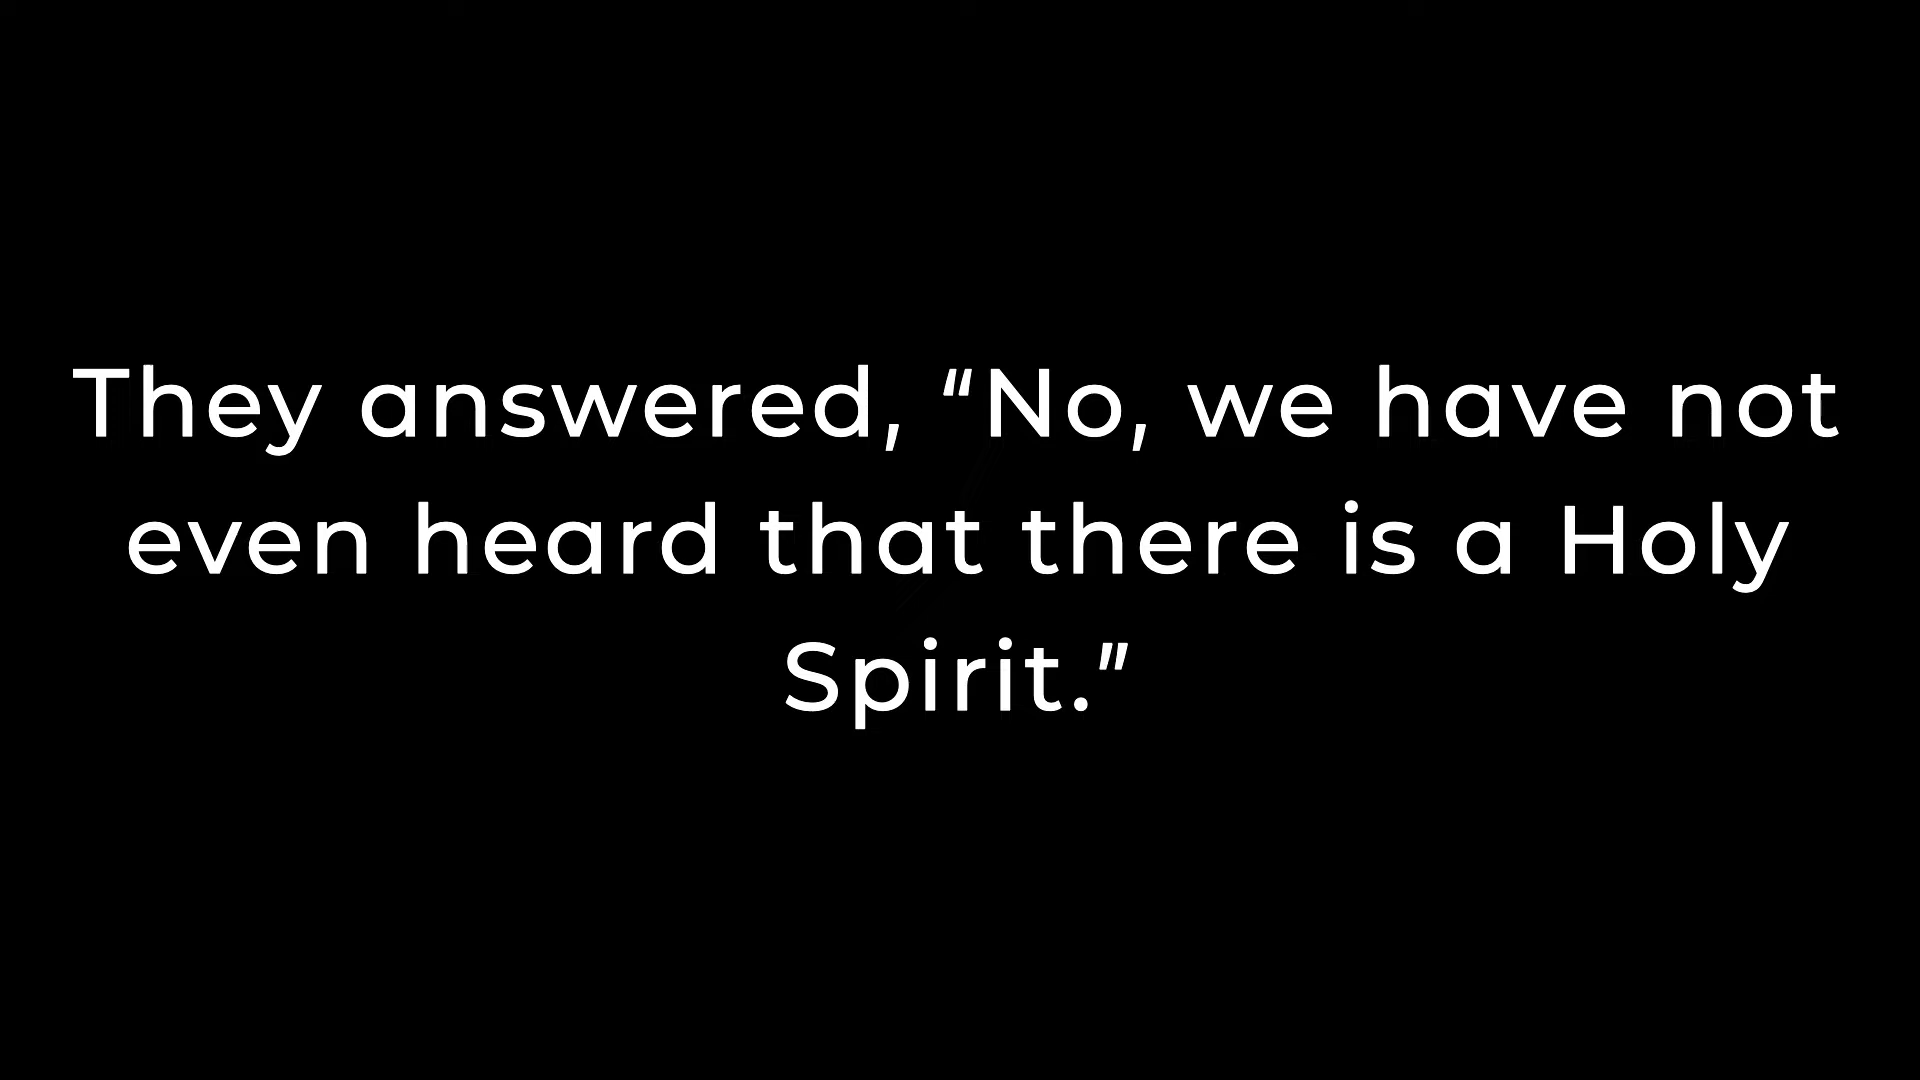 They answered, “No, we have not
even heard that there is a Holy
Spirit.”